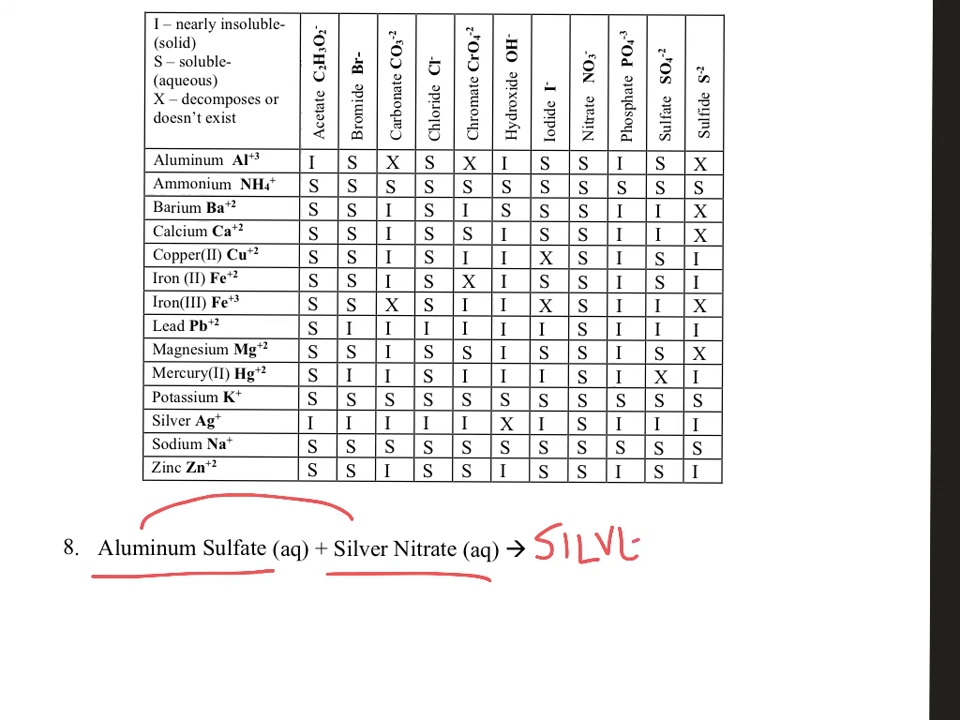 I – nearly insoluble-
(solid)
S – soluble-
(aqueous)
X – decomposes or
doesn't exist
Acetate C₂H₃O₂⁻
Bromide Br-
Carbonate CO₃⁻²
Chloride Cl⁻
Chromate CrO₄⁻²
Hydroxide OH⁻
Iodide I⁻
Nitrate NO₃⁻
Phosphate PO₄⁻³
Sulfate SO₄⁻²
Sulfide S⁻²
Aluminum Al⁺³ I S X S X I S S I S X
Ammonium NH₄⁺ S S S S S S S S S S S
Barium Ba⁺² S S I S I S S S I I X
Calcium Ca⁺² S S I S S I S S I I X
Copper(II) Cu⁺² S S I S I I X S I S I
Iron (II) Fe⁺² S S I S X I S S I S I
Iron(III) Fe⁺³ S S X S I I X S I I X
Lead Pb⁺² S I I I I I I S I I I
Magnesium Mg⁺² S S I S S I S S I S X
Mercury(II) Hg⁺² S I I S I I I S I X I
Potassium K⁺ S S S S S S S S S S S
Silver Ag⁺ I I I I I X I S I I I
Sodium Na⁺ S S S S S S S S S S S
Zinc Zn⁺² S S I S S I S S I S I
8. Aluminum Sulfate (aq) + Silver Nitrate (aq) → SILVE